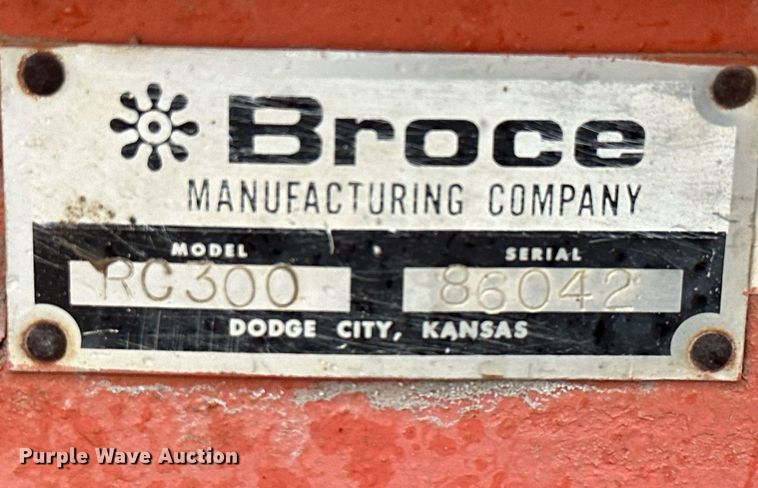 Broce
MANUFACTURING COMPANY
MODEL SERIAL
RC300 86042
DODGE CITY, KANSAS
Purple Wave Auction